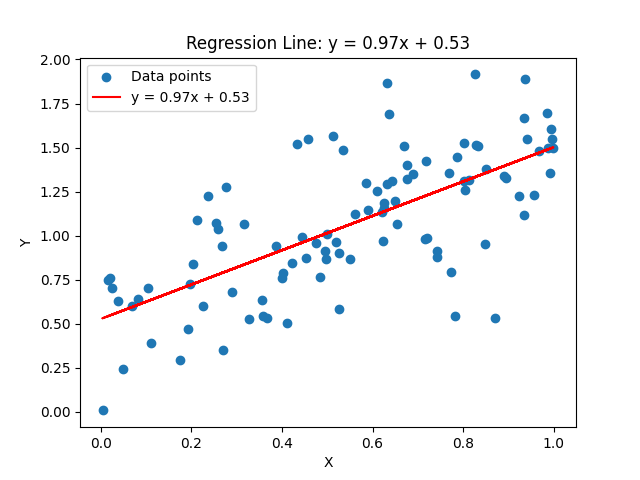 Regression Line: y = 0.97x + 0.53
Data points
y = 0.97x + 0.53
2.00
1.75
1.50
1.25
1.00
0.75
0.50
0.25
0.00
Y
0.0 0.2 0.4 0.6 0.8 1.0
X